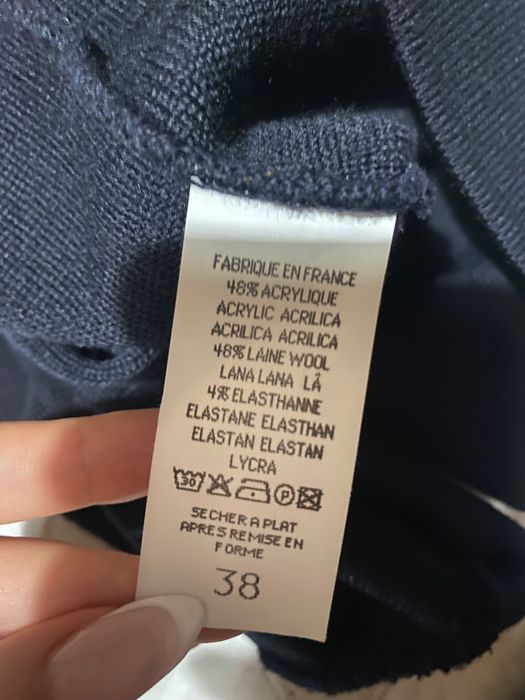 FABRIQUE EN FRANCE
48% ACRYLIQUE
ACRYLIC ACRILICA
ACRILICA ACRILICA
48% LAINE WOOL
LANA LANA LÃ
4% ELASTHANNE
ELASTANE ELASTHAN
ELASTAN ELASTAN
LYCRA
30 P
SECHER A PLAT
APRES REMISE EN
FORME
38